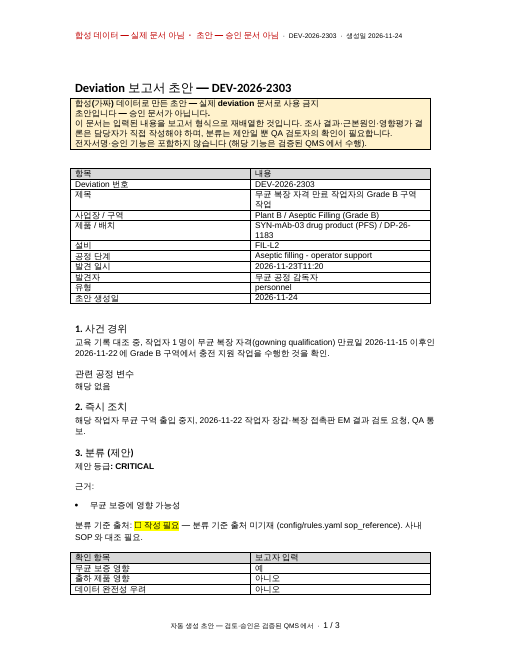 합성 데이터 — 실제 문서 아님 · 초안 — 승인 문서 아님 · DEV-2026-2303 · 생성일 2026-11-24
Deviation 보고서 초안 — DEV-2026-2303
합성(가짜) 데이터로 만든 초안 — 실제 deviation 문서로 사용 금지
초안입니다 — 승인 문서가 아닙니다.
이 문서는 입력된 내용을 보고서 형식으로 재배열한 것입니다. 조사 결과·근본원인·영향평가 결
론은 담당자가 직접 작성해야 하며, 분류는 제안일 뿐 QA 검토자의 확인이 필요합니다.
전자서명·승인 기능은 포함하지 않습니다 (해당 기능은 검증된 QMS 에서 수행).
항목 내용
Deviation 번호 DEV-2026-2303
제목 무균 복장 자격 만료 작업자의 Grade B 구역
작업
사업장 / 구역 Plant B / Aseptic Filling (Grade B)
제품 / 배치 SYN-mAb-03 drug product (PFS) / DP-26-
1183
설비 FIL-L2
공정 단계 Aseptic filling - operator support
발견 일시 2026-11-23T11:20
발견자 무균 공정 감독자
유형 personnel
초안 생성일 2026-11-24
1. 사건 경위
교육 기록 대조 중, 작업자 1 명이 무균 복장 자격(gowning qualification) 만료일 2026-11-15 이후인
2026-11-22 에 Grade B 구역에서 충전 지원 작업을 수행한 것을 확인.
관련 공정 변수
해당 없음
2. 즉시 조치
해당 작업자 무균 구역 출입 중지, 2026-11-22 작업자 장갑·복장 접촉판 EM 결과 검토 요청, QA 통
보.
3. 분류 (제안)
제안 등급: CRITICAL
근거:
• 무균 보증에 영향 가능성
분류 기준 출처: ☐ 작성 필요 — 분류 기준 출처 미기재 (config/rules.yaml sop_reference). 사내
SOP 와 대조 필요.
확인 항목 보고자 입력
무균 보증 영향 예
출하 제품 영향 아니오
데이터 완전성 우려 아니오
자동 생성 초안 — 검토·승인은 검증된 QMS 에서 · 1 / 3